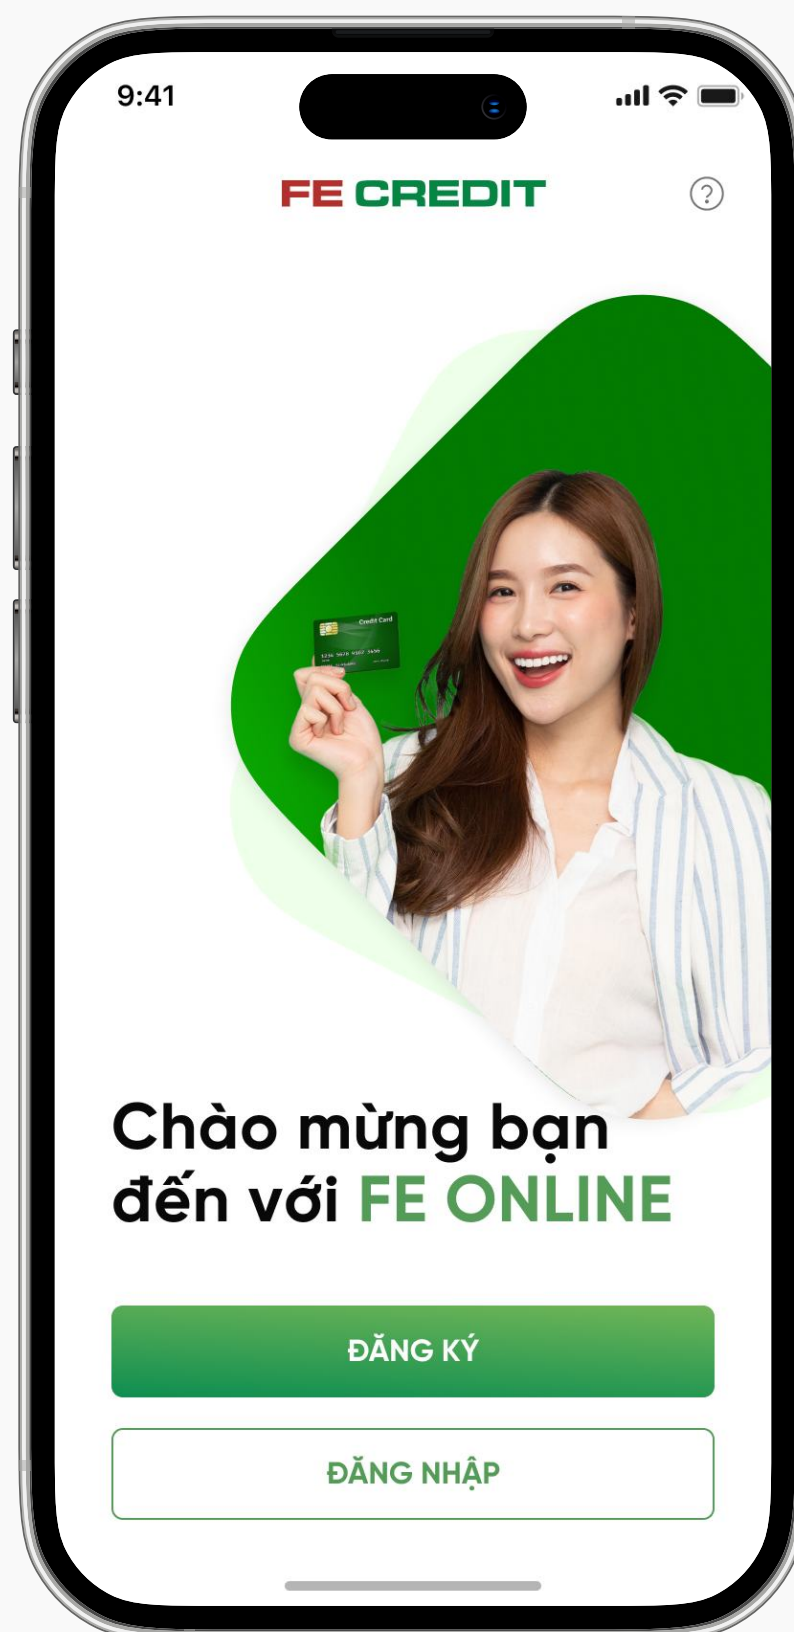 9:41
FE CREDIT
?
Credit Card
Chào mừng bạn
đến với FE ONLINE
ĐĂNG KÝ
ĐĂNG NHẬP